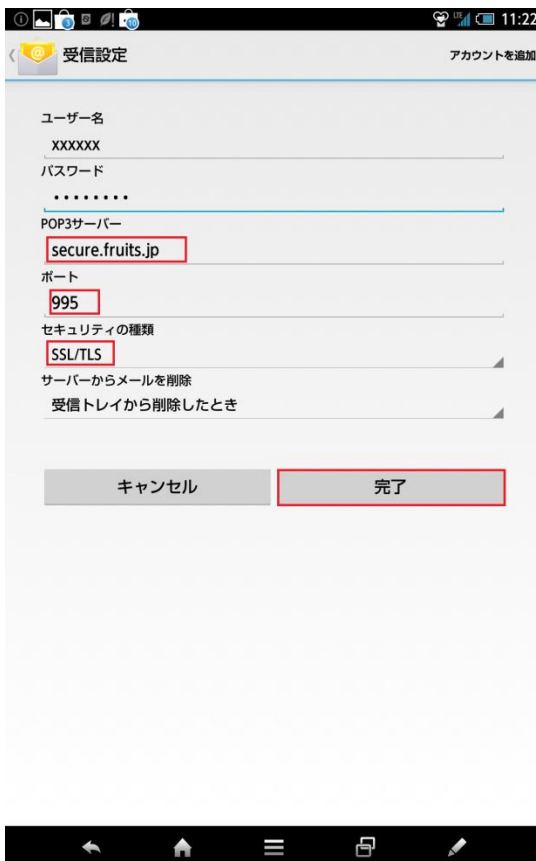 11:22
受信設定
アカウントを追加
ユーザー名
xxxxxx
パスワード
••••••••
POP3サーバー
secure.fruits.jp
ポート
995
セキュリティの種類
SSL/TLS
サーバーからメールを削除
受信トレイから削除したとき
キャンセル 完了